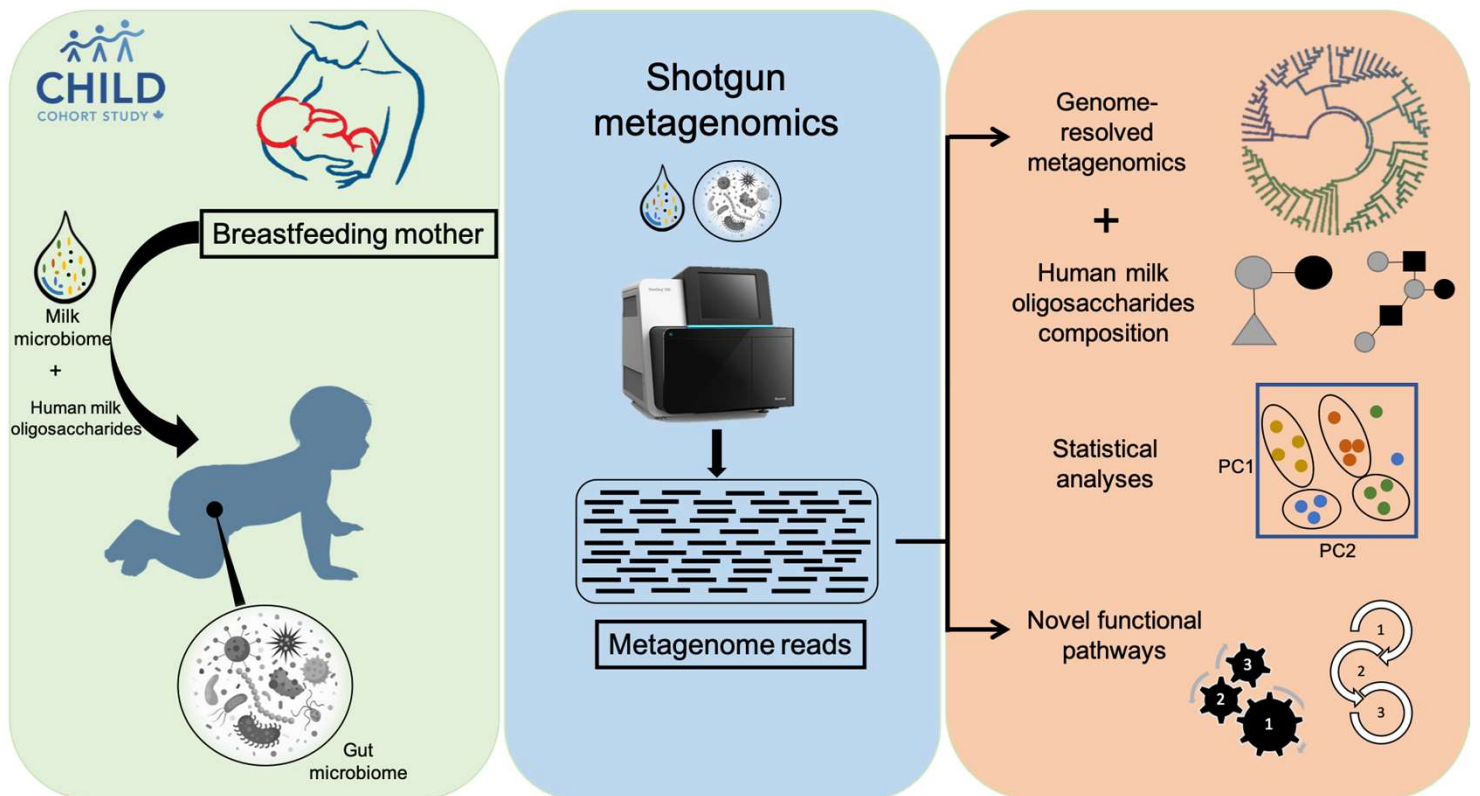 CHILD
COHORT STUDY
Breastfeeding mother
Milk
microbiome
+
Human milk
oligosaccharides
Gut
microbiome
Shotgun
metagenomics
Metagenome reads
Genome-
resolved
metagenomics
+
Human milk
oligosaccharides
composition
Statistical
analyses
PC1
PC2
Novel functional
pathways
3
2
1
1
2
3